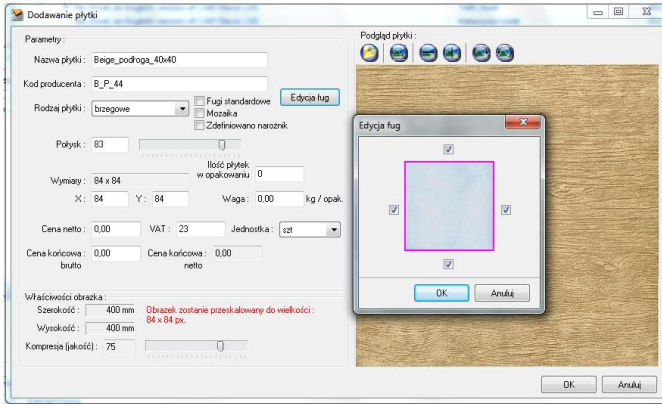 Dodawanie płytki
Parametry :
Nazwa płytki : Beige_podłoga_40x40
Kod producenta : B_P_44
Rodzaj płytki : brzegowe
Fugi standardowe
Mozaika
Zdefiniowano narożnik
Edycja fug
Połysk : 83
Wymiary : 84 x 84
Ilość płytek w opakowaniu 0
X : 84 Y : 84 Waga : 0,00 kg / opak.
Cena netto : 0,00 VAT : 23 Jednostka : szt
Cena końcowa : 0,00 Cena końcowa : 0,00
brutto netto
Właściwości obrazka :
Szerokość : 400 mm
Wysokość : 400 mm
Obrazek zostanie przeskalowany do wielkości :
84 x 84 px.
Kompresja (jakość) : 75
Podgląd płytki :
Edycja fug
OK Anuluj
OK Anuluj